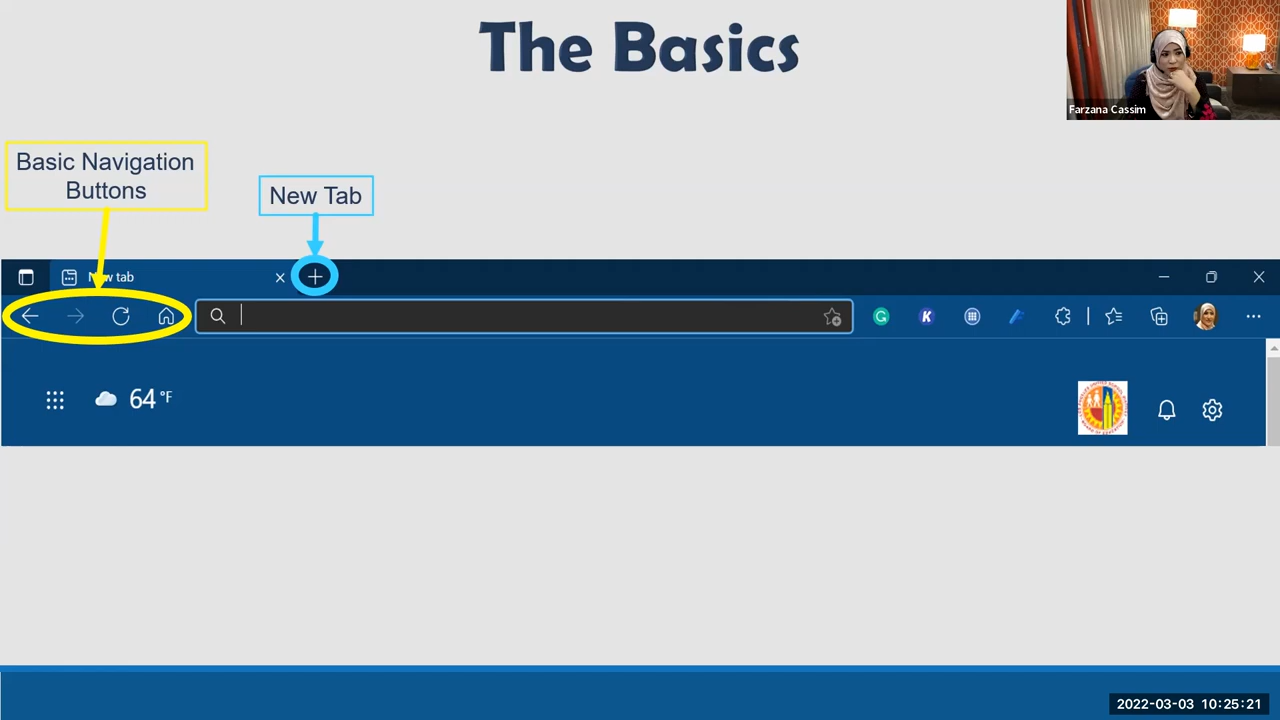 The Basics
Farzana Cassim
Basic Navigation
Buttons
New Tab
New tab
64 °F
2022-03-03 10:25:21